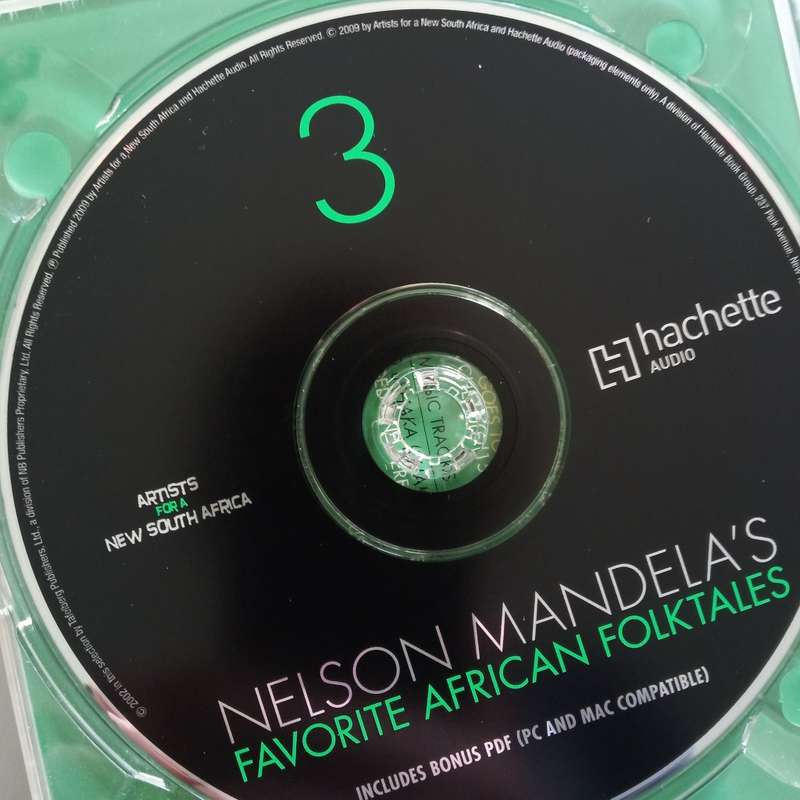 © 2002 in this selection by Tafelberg Publishers, Ltd., a division of NB Publishers Proprietary, Ltd. All Rights Reserved. ℗ Published 2009 by Artists for a New South Africa and Hachette Audio. All Rights Reserved. © 2009 by Artists for a New South Africa and Hachette Audio (packaging elements only). A division of Hachette Book Group, 237 Park Avenue, New
3
hachette
AUDIO
MUSIC TRACKS
ARTISTS
FOR A
NEW SOUTH AFRICA
NELSON MANDELA'S
FAVORITE AFRICAN FOLKTALES
INCLUDES BONUS PDF (PC AND MAC COMPATIBLE)